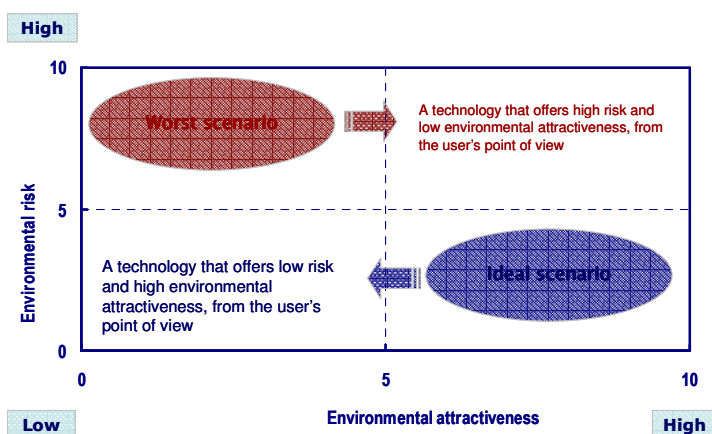 High
10
Worst scenario
A technology that offers high risk and
low environmental attractiveness, from
the user's point of view
Environmental risk
5
A technology that offers low risk
and high environmental
attractiveness, from the user's
point of view
Ideal scenario
0
0
5
10
Low
Environmental attractiveness
High